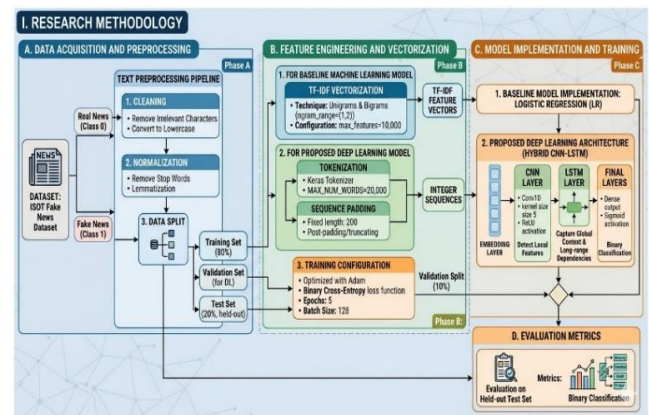 I. RESEARCH METHODOLOGY
A. DATA ACQUISITION AND PREPROCESSING
Phase A
TEXT PREPROCESSING PIPELINE
DATASET:
ISOT Fake
News
Dataset
NEWS
Real News
(Class 0)
Fake News
(Class 1)
1. CLEANING
• Remove Irrelevant Characters
• Convert to Lowercase
2. NORMALIZATION
• Remove Stop Words
• Lemmatization
3. DATA SPLIT
Training Set
(80%)
Validation Set
(for DL)
Test Set
(20%, held-out)
B. FEATURE ENGINEERING AND VECTORIZATION
1. FOR BASELINE MACHINE LEARNING MODEL
TF-IDF VECTORIZATION
• Technique: Unigrams & Bigrams
(ngram_range=(1,2))
• Configuration: max_features=10,000
TF-IDF
FEATURE
VECTORS
2. FOR PROPOSED DEEP LEARNING MODEL
TOKENIZATION
• Keras Tokenizer
• MAX_NUM_WORDS=20,000
SEQUENCE PADDING
• Fixed length: 200
• Post-padding/truncating
INTEGER
SEQUENCES
3. TRAINING CONFIGURATION
• Optimized with Adam
• Binary Cross-Entropy loss function
• Epochs: 5
• Batch Size: 128
Validation Split
(10%)
Phase B:
Phase B
C. MODEL IMPLEMENTATION AND TRAINING
Phase C
1. BASELINE MODEL IMPLEMENTATION:
LOGISTIC REGRESSION (LR)
2. PROPOSED DEEP LEARNING ARCHITECTURE
(HYBRID CNN-LSTM)
EMBEDDING
LAYER
CNN
LAYER
• Conv1D
• kernel size
size 5
• ReLU
activation
Detect Local
Features
LSTM
LAYER
Capture Global
Context &
Long-range
Dependencies
FINAL
LAYERS
• Dense
output
• Sigmoid
activation
Binary
Classification
D. EVALUATION METRICS
Evaluation on
Held-out Test Set
Metrics:
Binary Classification